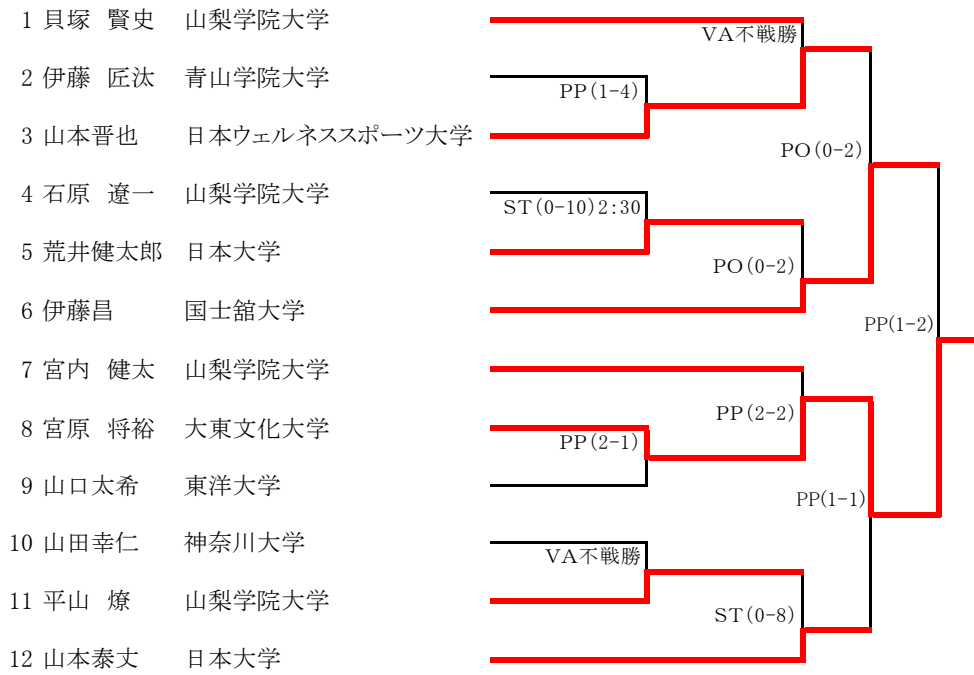 1 貝塚 賢史 山梨学院大学
2 伊藤 匠汰 青山学院大学
3 山本晋也 日本ウェルネススポーツ大学
4 石原 遼一 山梨学院大学
5 荒井健太郎 日本大学
6 伊藤昌 国士舘大学
7 宮内 健太 山梨学院大学
8 宮原 将裕 大東文化大学
9 山口太希 東洋大学
10 山田幸仁 神奈川大学
11 平山 燎 山梨学院大学
12 山本泰丈 日本大学
VA不戦勝
PP(1-4)
PO(0-2)
ST(0-10)2:30
PO(0-2)
PP(1-2)
PP(2-2)
PP(2-1)
PP(1-1)
VA不戦勝
ST(0-8)